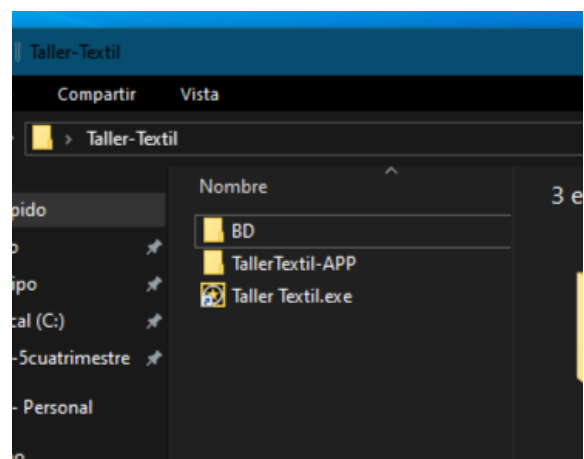 Taller-Textil
Compartir Vista
> Taller-Textil
Nombre
3 e
pido
BD
o
TallerTextil-APP
ipo
Taller Textil.exe
cal (C:)
-5cuatrimestre
- Personal